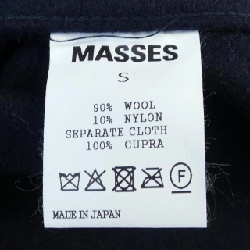 MASSES
S
90% WOOL
10% NYLON
SEPARATE CLOTH
100% CUPRA
F
MADE IN JAPAN